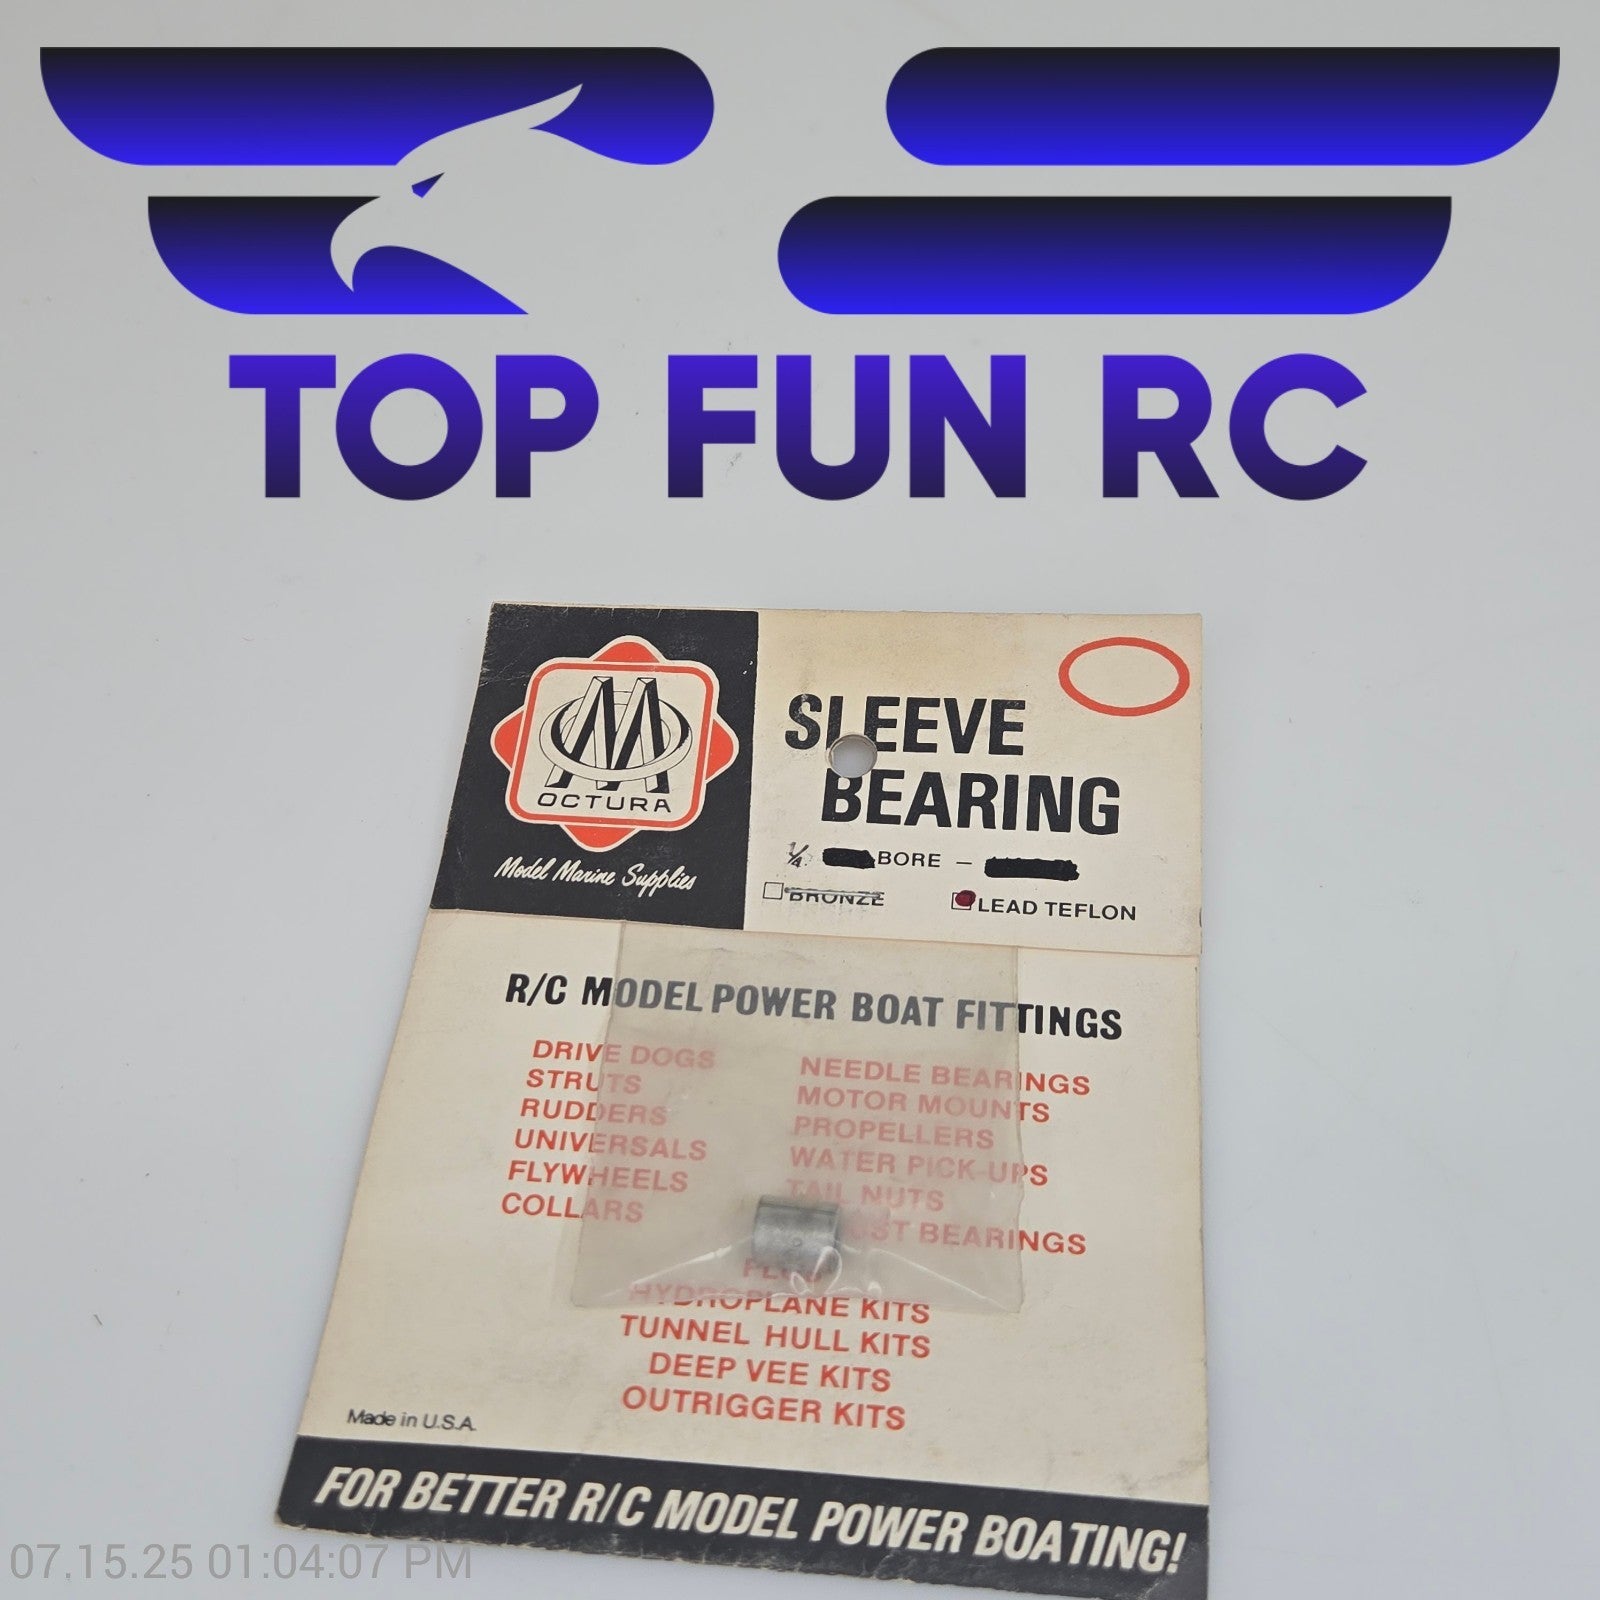 TOP FUN RC
OCTURA
Model Marine Supplies
SLEEVE
BEARING
1/4 BORE –
BRONZE
LEAD TEFLON
R/C MODEL POWER BOAT FITTINGS
DRIVE DOGS
STRUTS
RUDDERS
UNIVERSALS
FLYWHEELS
COLLARS
NEEDLE BEARINGS
MOTOR MOUNTS
PROPELLERS
WATER PICK-UPS
TAIL NUTS
BEARINGS
HYDROPLANE KITS
TUNNEL HULL KITS
DEEP VEE KITS
OUTRIGGER KITS
Made in U.S.A.
FOR BETTER R/C MODEL POWER BOATING!
07.15.25 01:04:07 PM